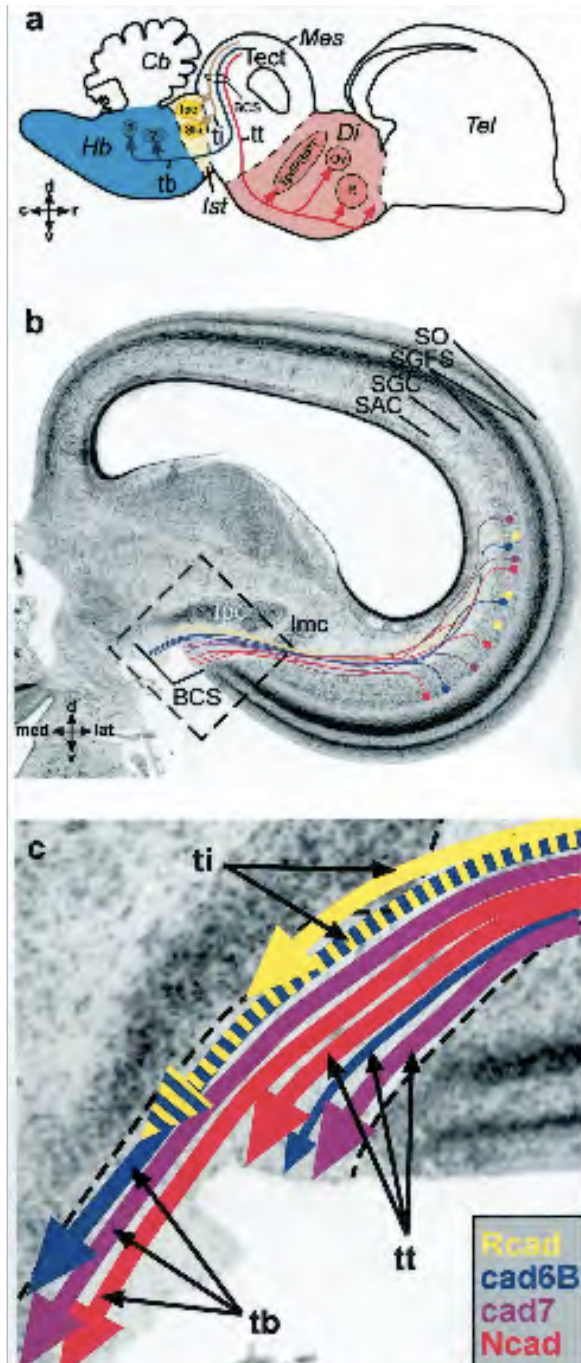 a
Mes
Cb
Tect
acs
Tel
Hb
ti
tt
Di
tb
Ist
d
c r
v
b
SO
SGFS
SGC
SAC
Imc
BCS
d
med lat
v
c
ti
tt
tb
Rcad
cad6B
cad7
Ncad